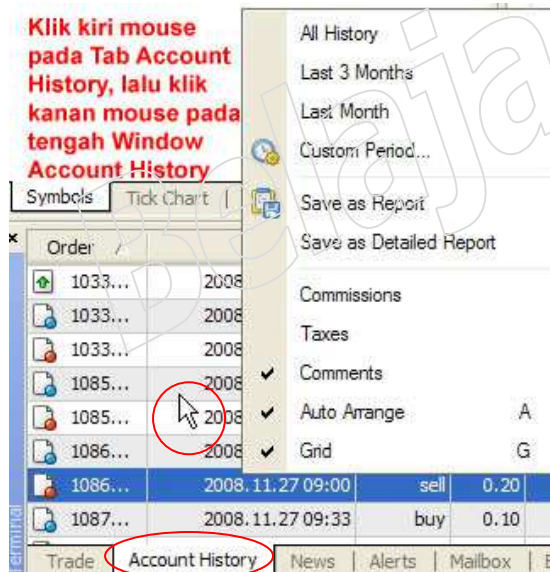 Klik kiri mouse
pada Tab Account
History, lalu klik
kanan mouse pada
tengah Window
Account History
All History
Last 3 Months
Last Month
Custom Period...
Save as Report
Save as Detailed Report
Commissions
Taxes
Comments
Auto Arrange A
Grid G
Symbols Tick Chart
Order
1033... 2008
1033... 2008
1033... 2008
1085... 2008
1085... 2008
1086... 2008
1086... 2008.11.27 09:00 sell 0.20
1087... 2008.11.27 09:33 buy 0.10
Trade Account History News Alerts Mailbox
Belaja